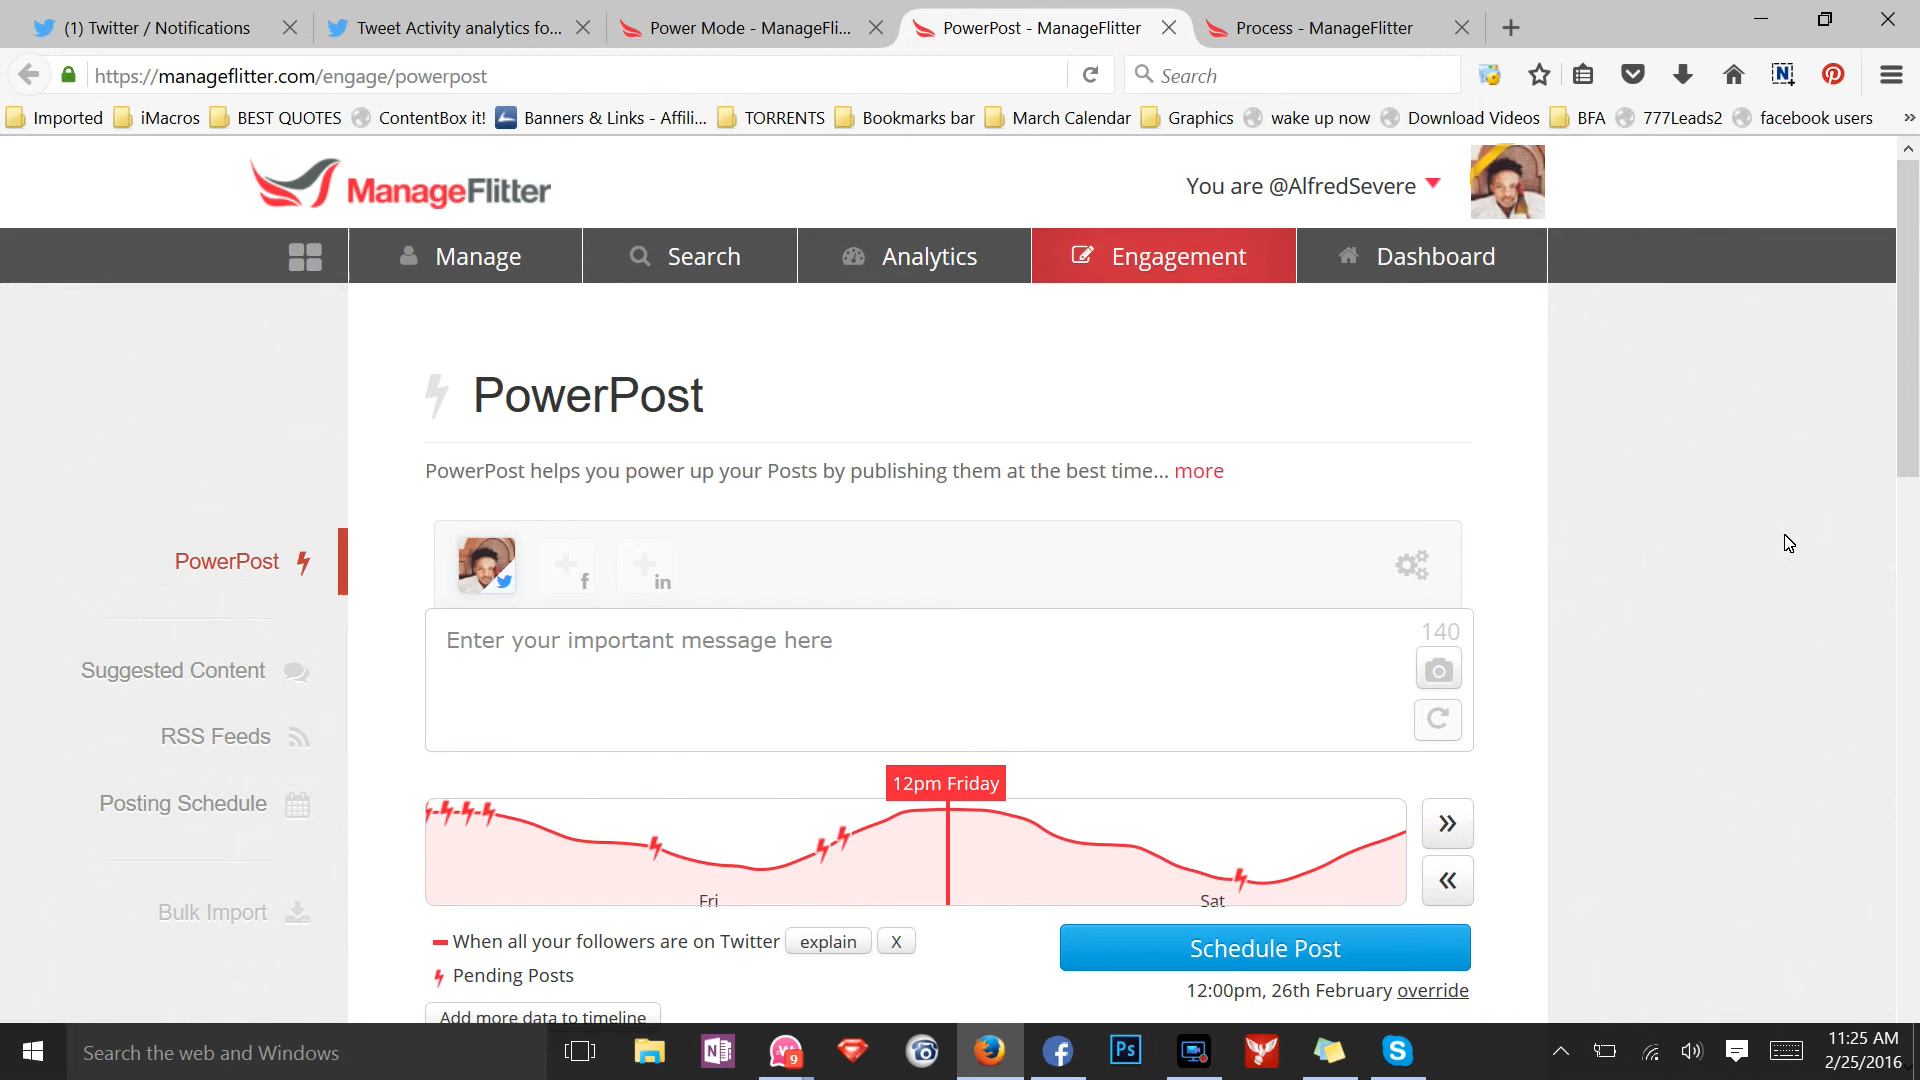 (1) Twitter / Notifications
Tweet Activity analytics fo...
Power Mode - ManageFli...
PowerPost - ManageFlitter
Process - ManageFlitter
https://manageflitter.com/engage/powerpost
Search
Imported
iMacros
BEST QUOTES
ContentBox it!
Banners & Links - Affili...
TORRENTS
Bookmarks bar
March Calendar
Graphics
wake up now
Download Videos
BFA
777Leads2
facebook users
ManageFlitter
You are @AlfredSevere
Manage
Search
Analytics
Engagement
Dashboard
PowerPost
PowerPost helps you power up your Posts by publishing them at the best time... more
PowerPost
Suggested Content
RSS Feeds
Posting Schedule
Bulk Import
f
in
Enter your important message here
140
12pm Friday
Fri
Sat
When all your followers are on Twitter
explain
X
Pending Posts
Add more data to timeline
Schedule Post
12:00pm, 26th February override
Search the web and Windows
N
9
Ps
11:25 AM
2/25/2016